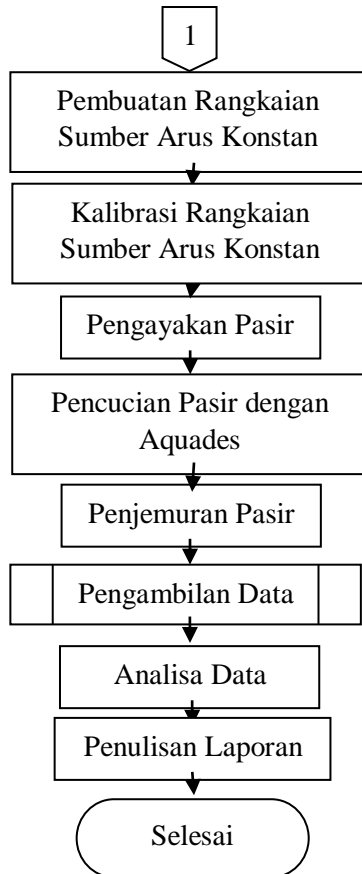 1
Pembuatan Rangkaian
Sumber Arus Konstan
Kalibrasi Rangkaian
Sumber Arus Konstan
Pengayakan Pasir
Pencucian Pasir dengan
Aquades
Penjemuran Pasir
Pengambilan Data
Analisa Data
Penulisan Laporan
Selesai